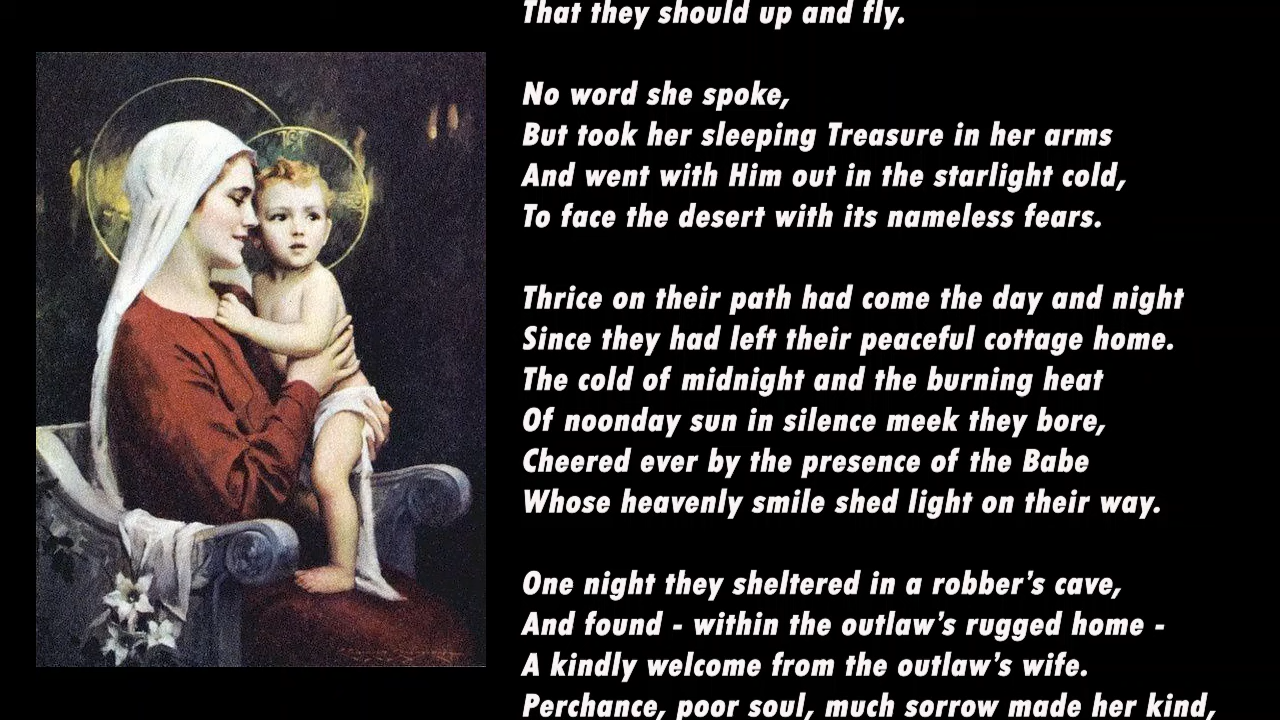 That they should up and fly.
No word she spoke,
But took her sleeping Treasure in her arms
And went with Him out in the starlight cold,
To face the desert with its nameless fears.
Thrice on their path had come the day and night
Since they had left their peaceful cottage home.
The cold of midnight and the burning heat
Of noonday sun in silence meek they bore,
Cheered ever by the presence of the Babe
Whose heavenly smile shed light on their way.
One night they sheltered in a robber’s cave,
And found - within the outlaw’s rugged home -
A kindly welcome from the outlaw’s wife.
Perchance, poor soul, much sorrow made her kind,